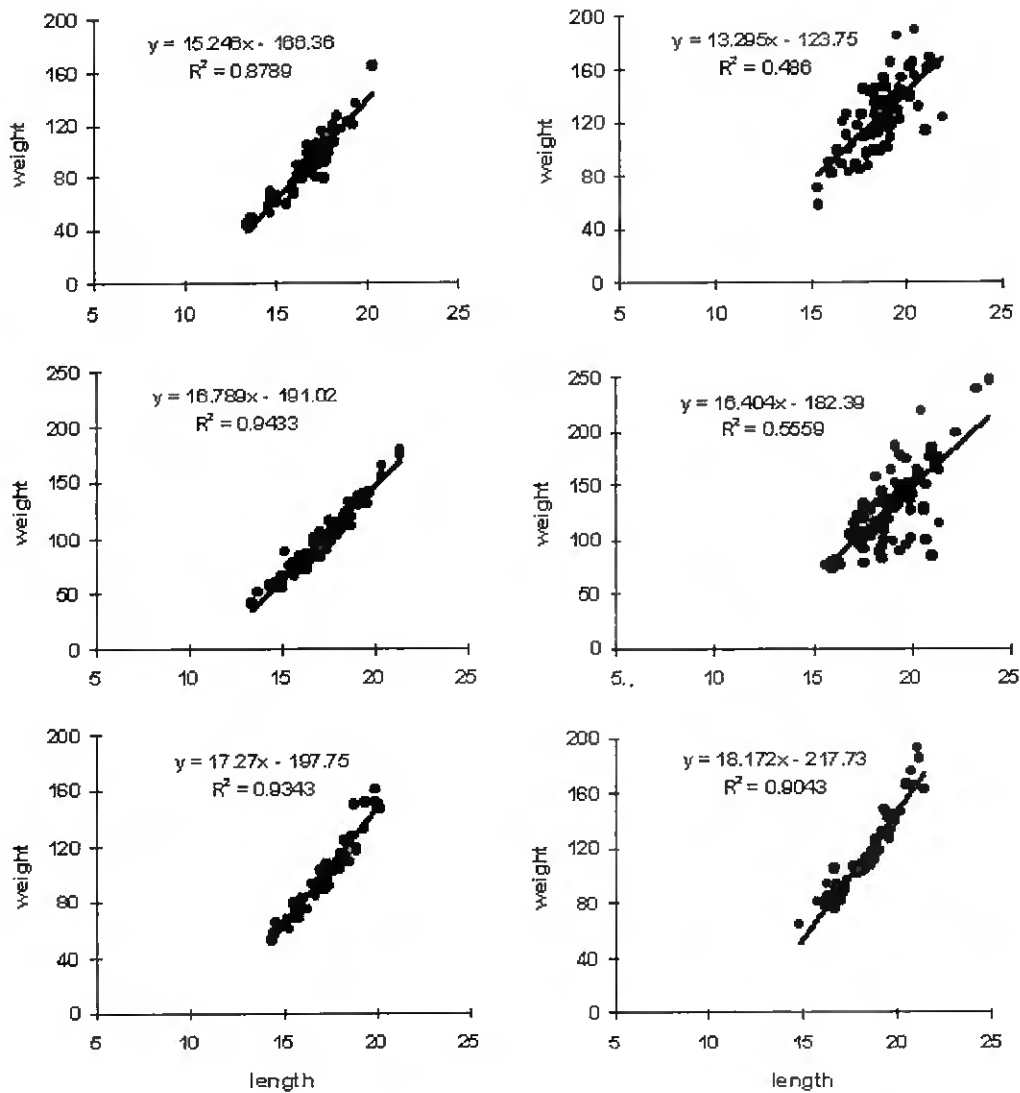 y = 15.246x - 166.36
R² = 0.8789
weight
200
160
120
80
40
0
5 10 15 20 25
y = 13.295x - 123.75
R² = 0.486
weight
200
160
120
80
40
0
5 10 15 20 25
y = 16.789x - 191.02
R² = 0.9433
weight
250
200
150
100
50
0
5 10 15 20 25
y = 16.404x - 182.39
R² = 0.5559
weight
250
200
150
100
50
0
5.. 10 15 20 25
y = 17.27x - 197.75
R² = 0.9343
weight
200
160
120
80
40
0
5 10 15 20 25
length
y = 18.172x - 217.73
R² = 0.9043
weight
200
160
120
80
40
0
5 10 15 20 25
length